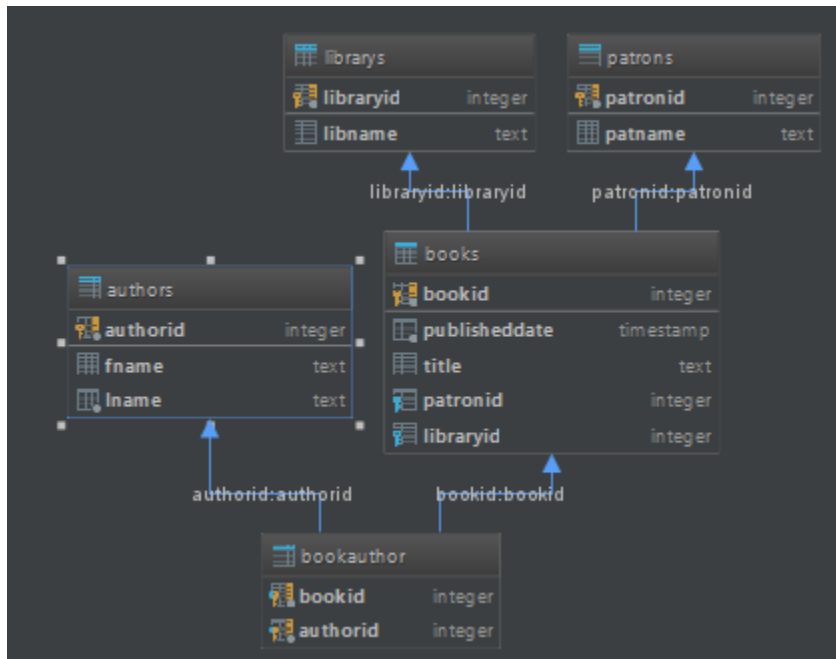 librarys
libraryid integer
libname text
patrons
patronid integer
patname text
libraryid:libraryid
patronid:patronid
authors
authorid integer
fname text
lname text
books
bookid integer
publisheddate timestamp
title text
patronid integer
libraryid integer
authorid:authorid
bookid:bookid
bookauthor
bookid integer
authorid integer